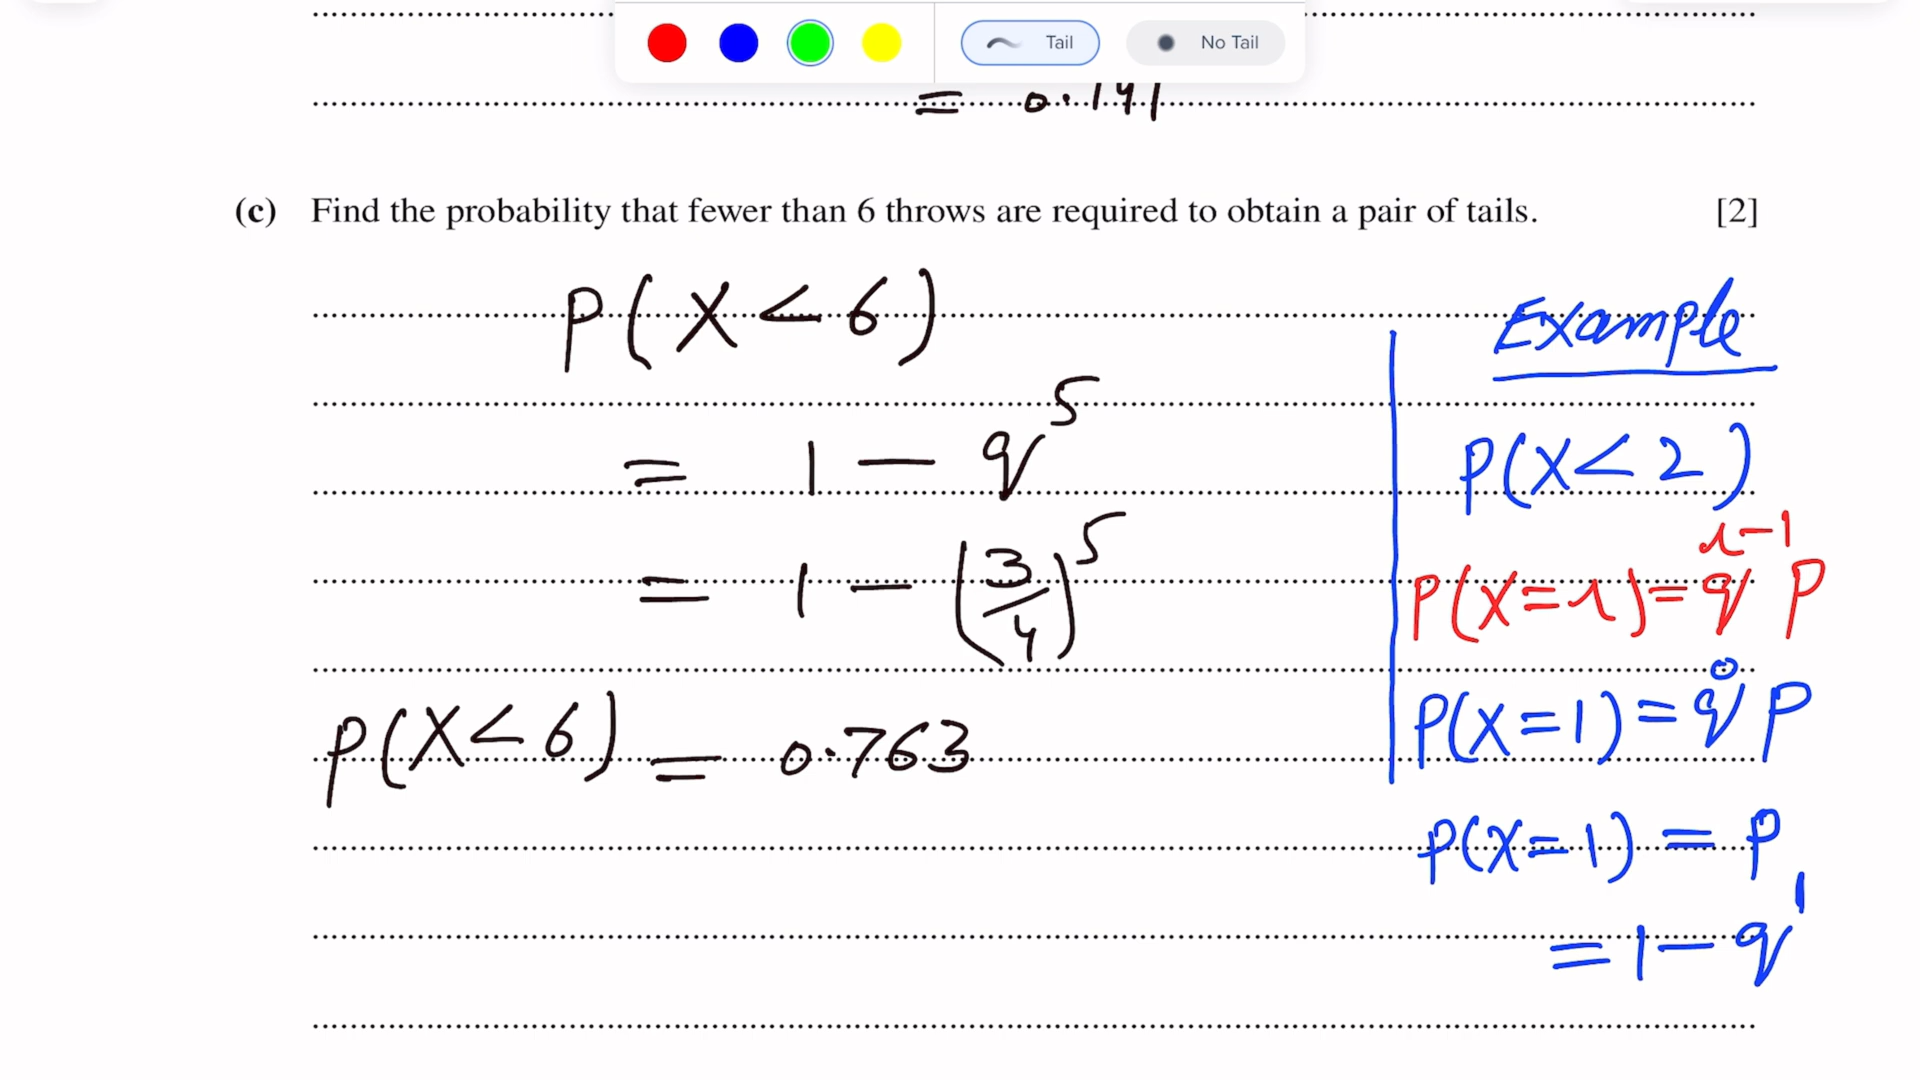 Tail No Tail
= 0.141
(c) Find the probability that fewer than 6 throws are required to obtain a pair of tails. [2]
P(X<6)
= 1 - q^5
= 1 - (3/4)^5
P(X<6) = 0.763
Example
P(X<2)
P(X=r) = q^{r-1} P
P(X=1) = q^0 P
P(X=1) = P
= 1 - q^1